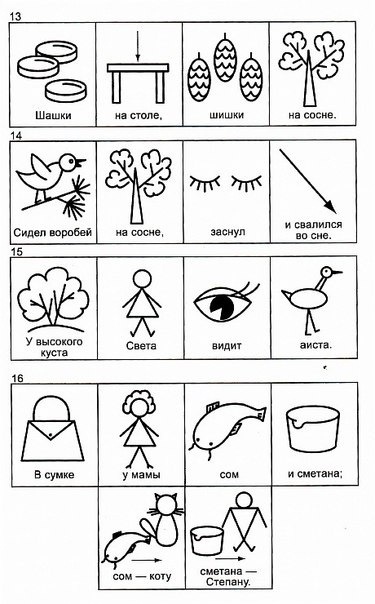 13
Шашки на столе, шишки на сосне.
14
Сидел воробей на сосне, заснул и свалился
во сне.
15
У высокого
куста Света видит аиста.
16
В сумке у мамы сом и сметана;
сом — коту сметана —
Степану.